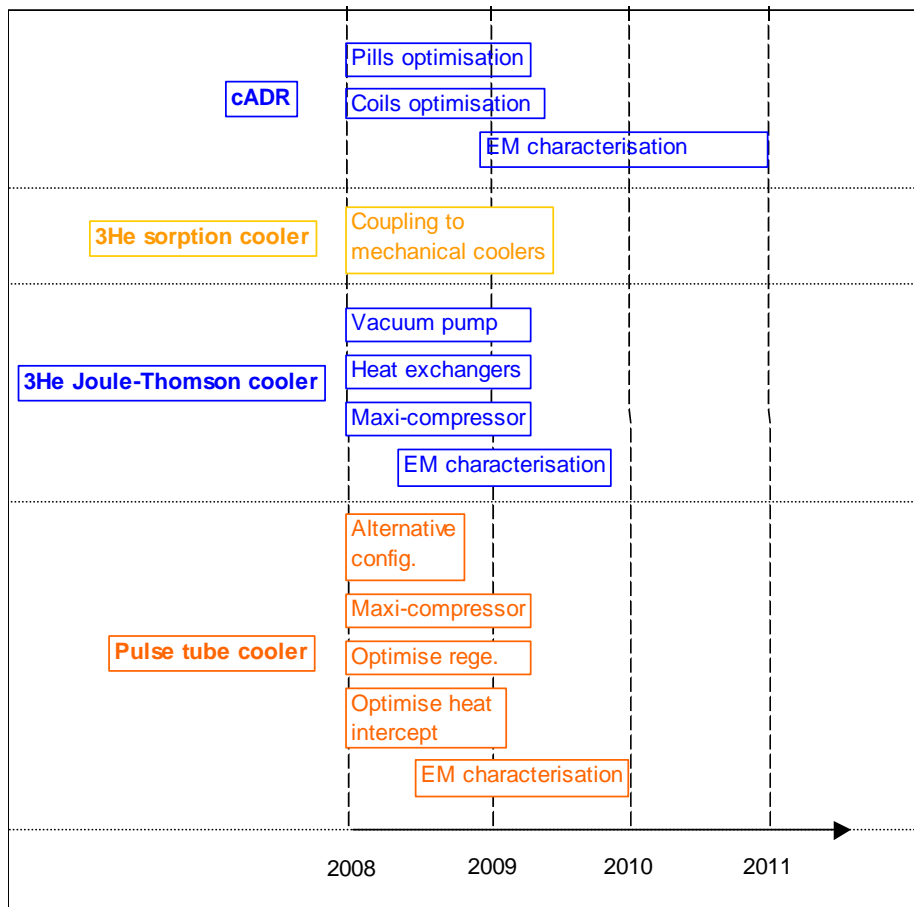 Pills optimisation
cADR
Coils optimisation
EM characterisation
3He sorption cooler
Coupling to
mechanical coolers
Vacuum pump
3He Joule-Thomson cooler
Heat exchangers
Maxi-compressor
EM characterisation
Alternative
config.
Maxi-compressor
Pulse tube cooler
Optimise rege.
Optimise heat
intercept
EM characterisation
2008 2009 2010 2011